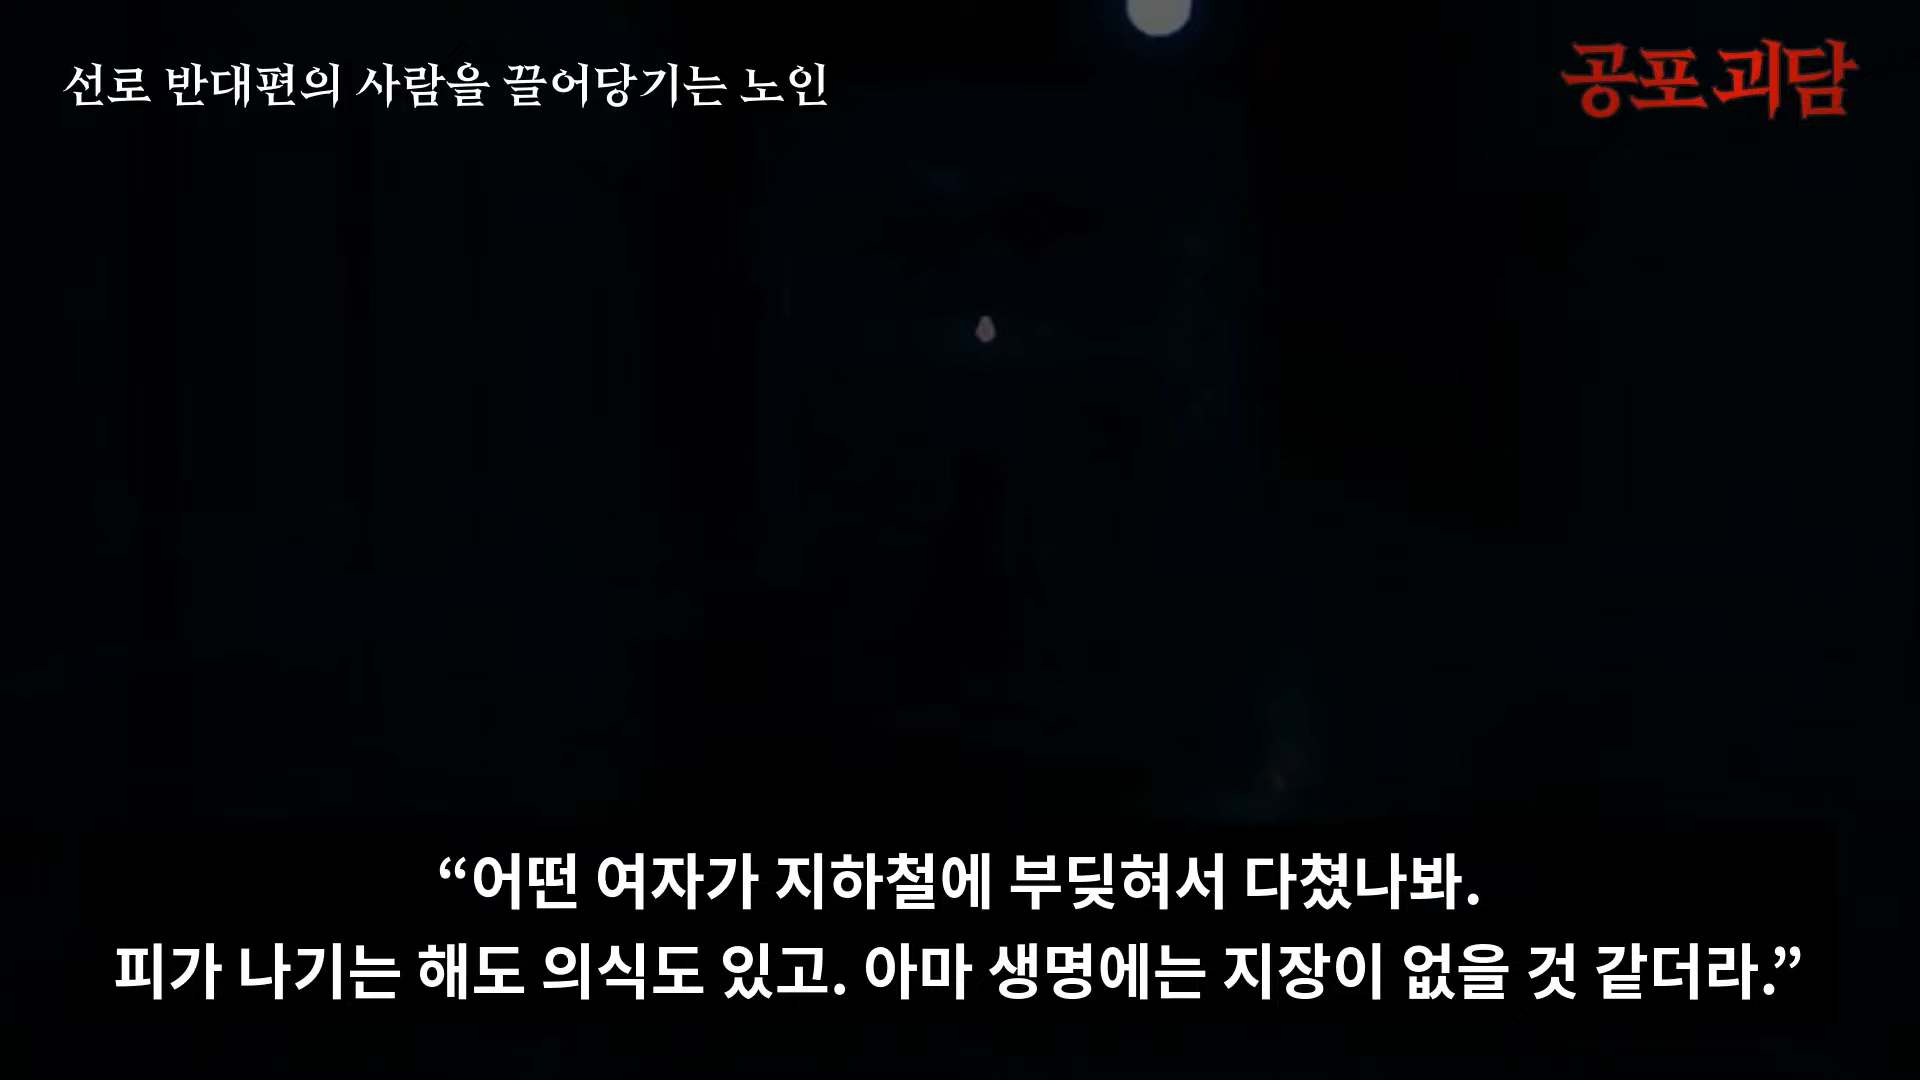 선로 반대편의 사람을 끌어당기는 노인
공포 괴담
“어떤 여자가 지하철에 부딪혀서 다쳤나봐.
피가 나기는 해도 의식도 있고. 아마 생명에는 지장이 없을 것 같더라.”